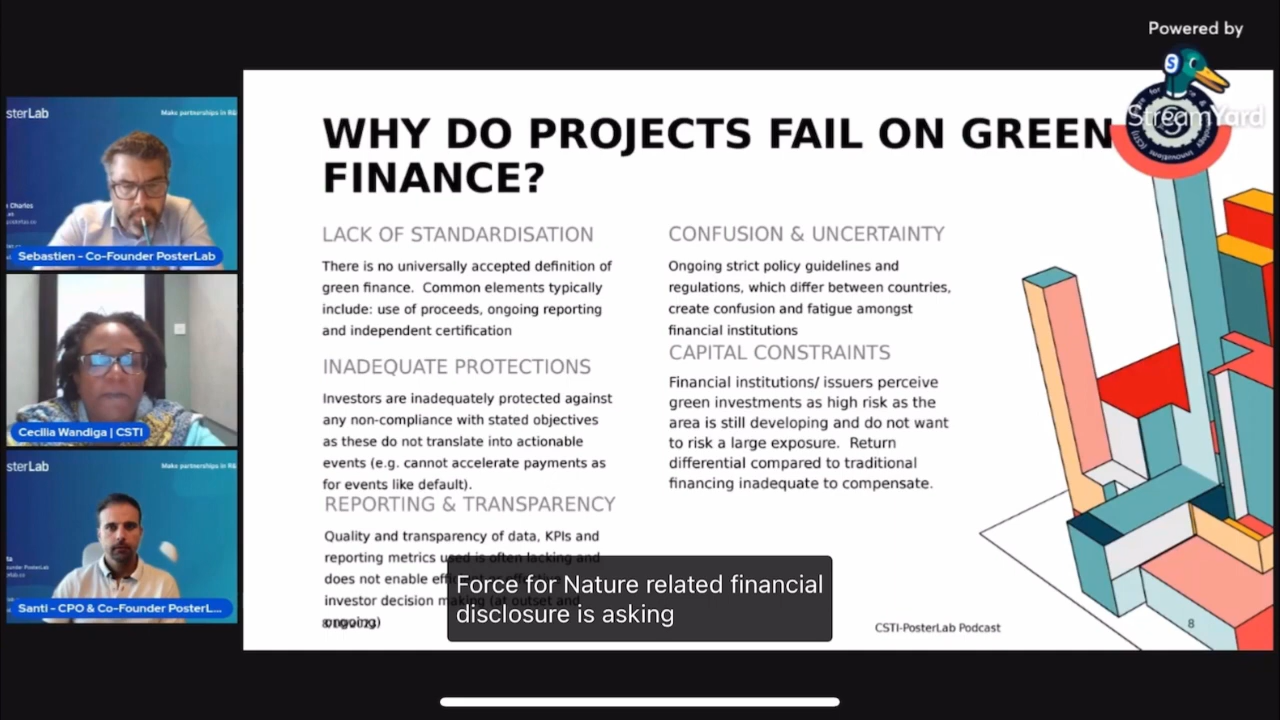 Powered by
StreamYard
sterLab
Make partnerships in R&
Charles
Sebastien - Co-Founder PosterLab
Cecilia Wandiga | CSTI
sterLab
Make partnerships in R&
Santi - CPO & Co-Founder PosterL...
WHY DO PROJECTS FAIL ON GREEN
FINANCE?
LACK OF STANDARDISATION
There is no universally accepted definition of
green finance. Common elements typically
include: use of proceeds, ongoing reporting
and independent certification
INADEQUATE PROTECTIONS
Investors are inadequately protected against
any non-compliance with stated objectives
as these do not translate into actionable
events (e.g. cannot accelerate payments as
for events like default).
REPORTING & TRANSPARENCY
Quality and transparency of data, KPIs and
reporting metrics used is often lacking and
does not enable
investor decision making (at outset and
ongoing)
CONFUSION & UNCERTAINTY
Ongoing strict policy guidelines and
regulations, which differ between countries,
create confusion and fatigue amongst
financial institutions
CAPITAL CONSTRAINTS
Financial institutions/ issuers perceive
green investments as high risk as the
area is still developing and do not want
to risk a large exposure. Return
differential compared to traditional
financing inadequate to compensate.
Force for Nature related financial
disclosure is asking
CSTI-PosterLab Podcast
8